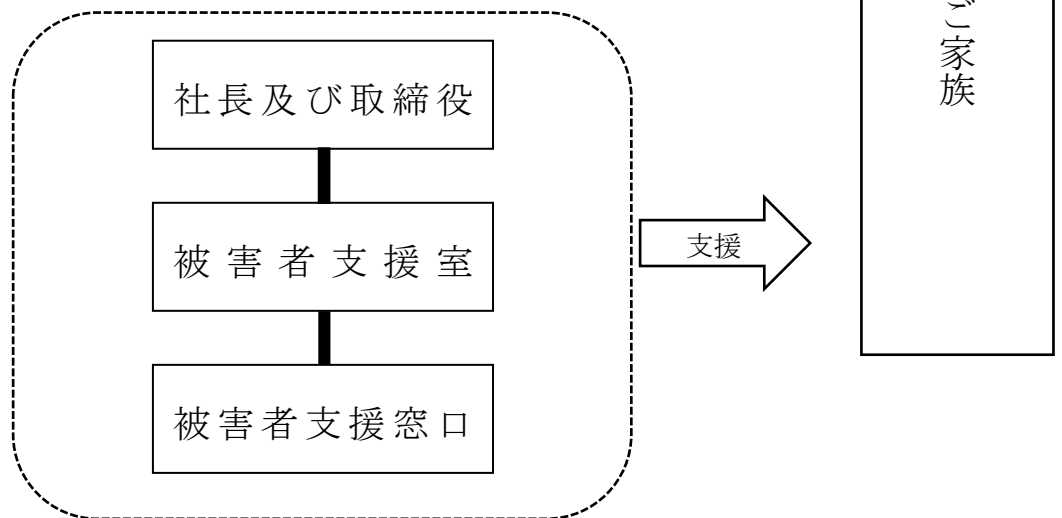 社長及び取締役
被害者支援室
被害者支援窓口
支援
ご家族